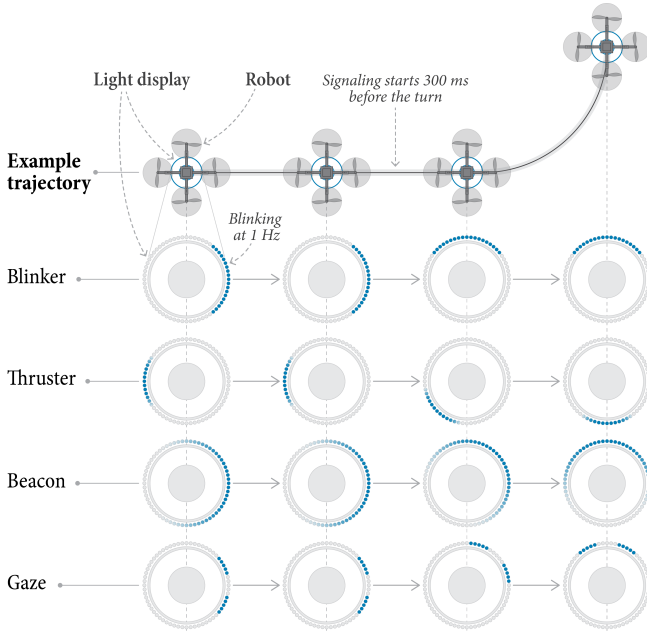 Light display
Robot
Signaling starts 300 ms
before the turn
Example
trajectory
Blinking
at 1 Hz
Blinker
Thruster
Beacon
Gaze